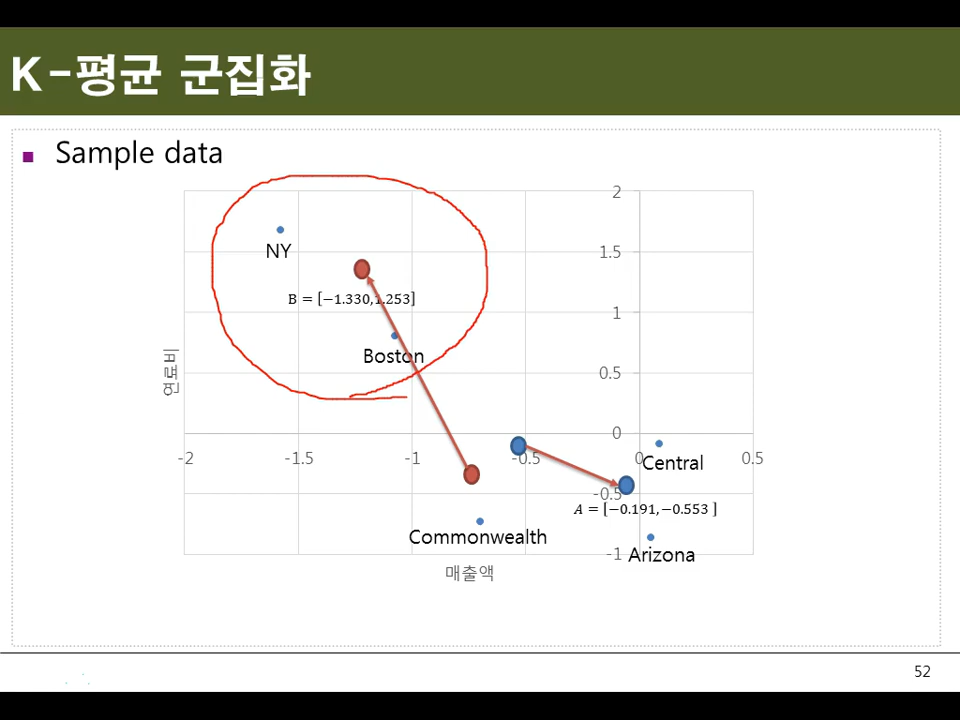 K-평균 군집화
Sample data
2
NY
1.5
B = [−1.330,1.253]
1
Boston
연료비
0.5
0
-2
-1.5
-1
-0.5
0
0.5
Central
-0.5
A = [−0.191,−0.553 ]
Commonwealth
-1
Arizona
매출액
52